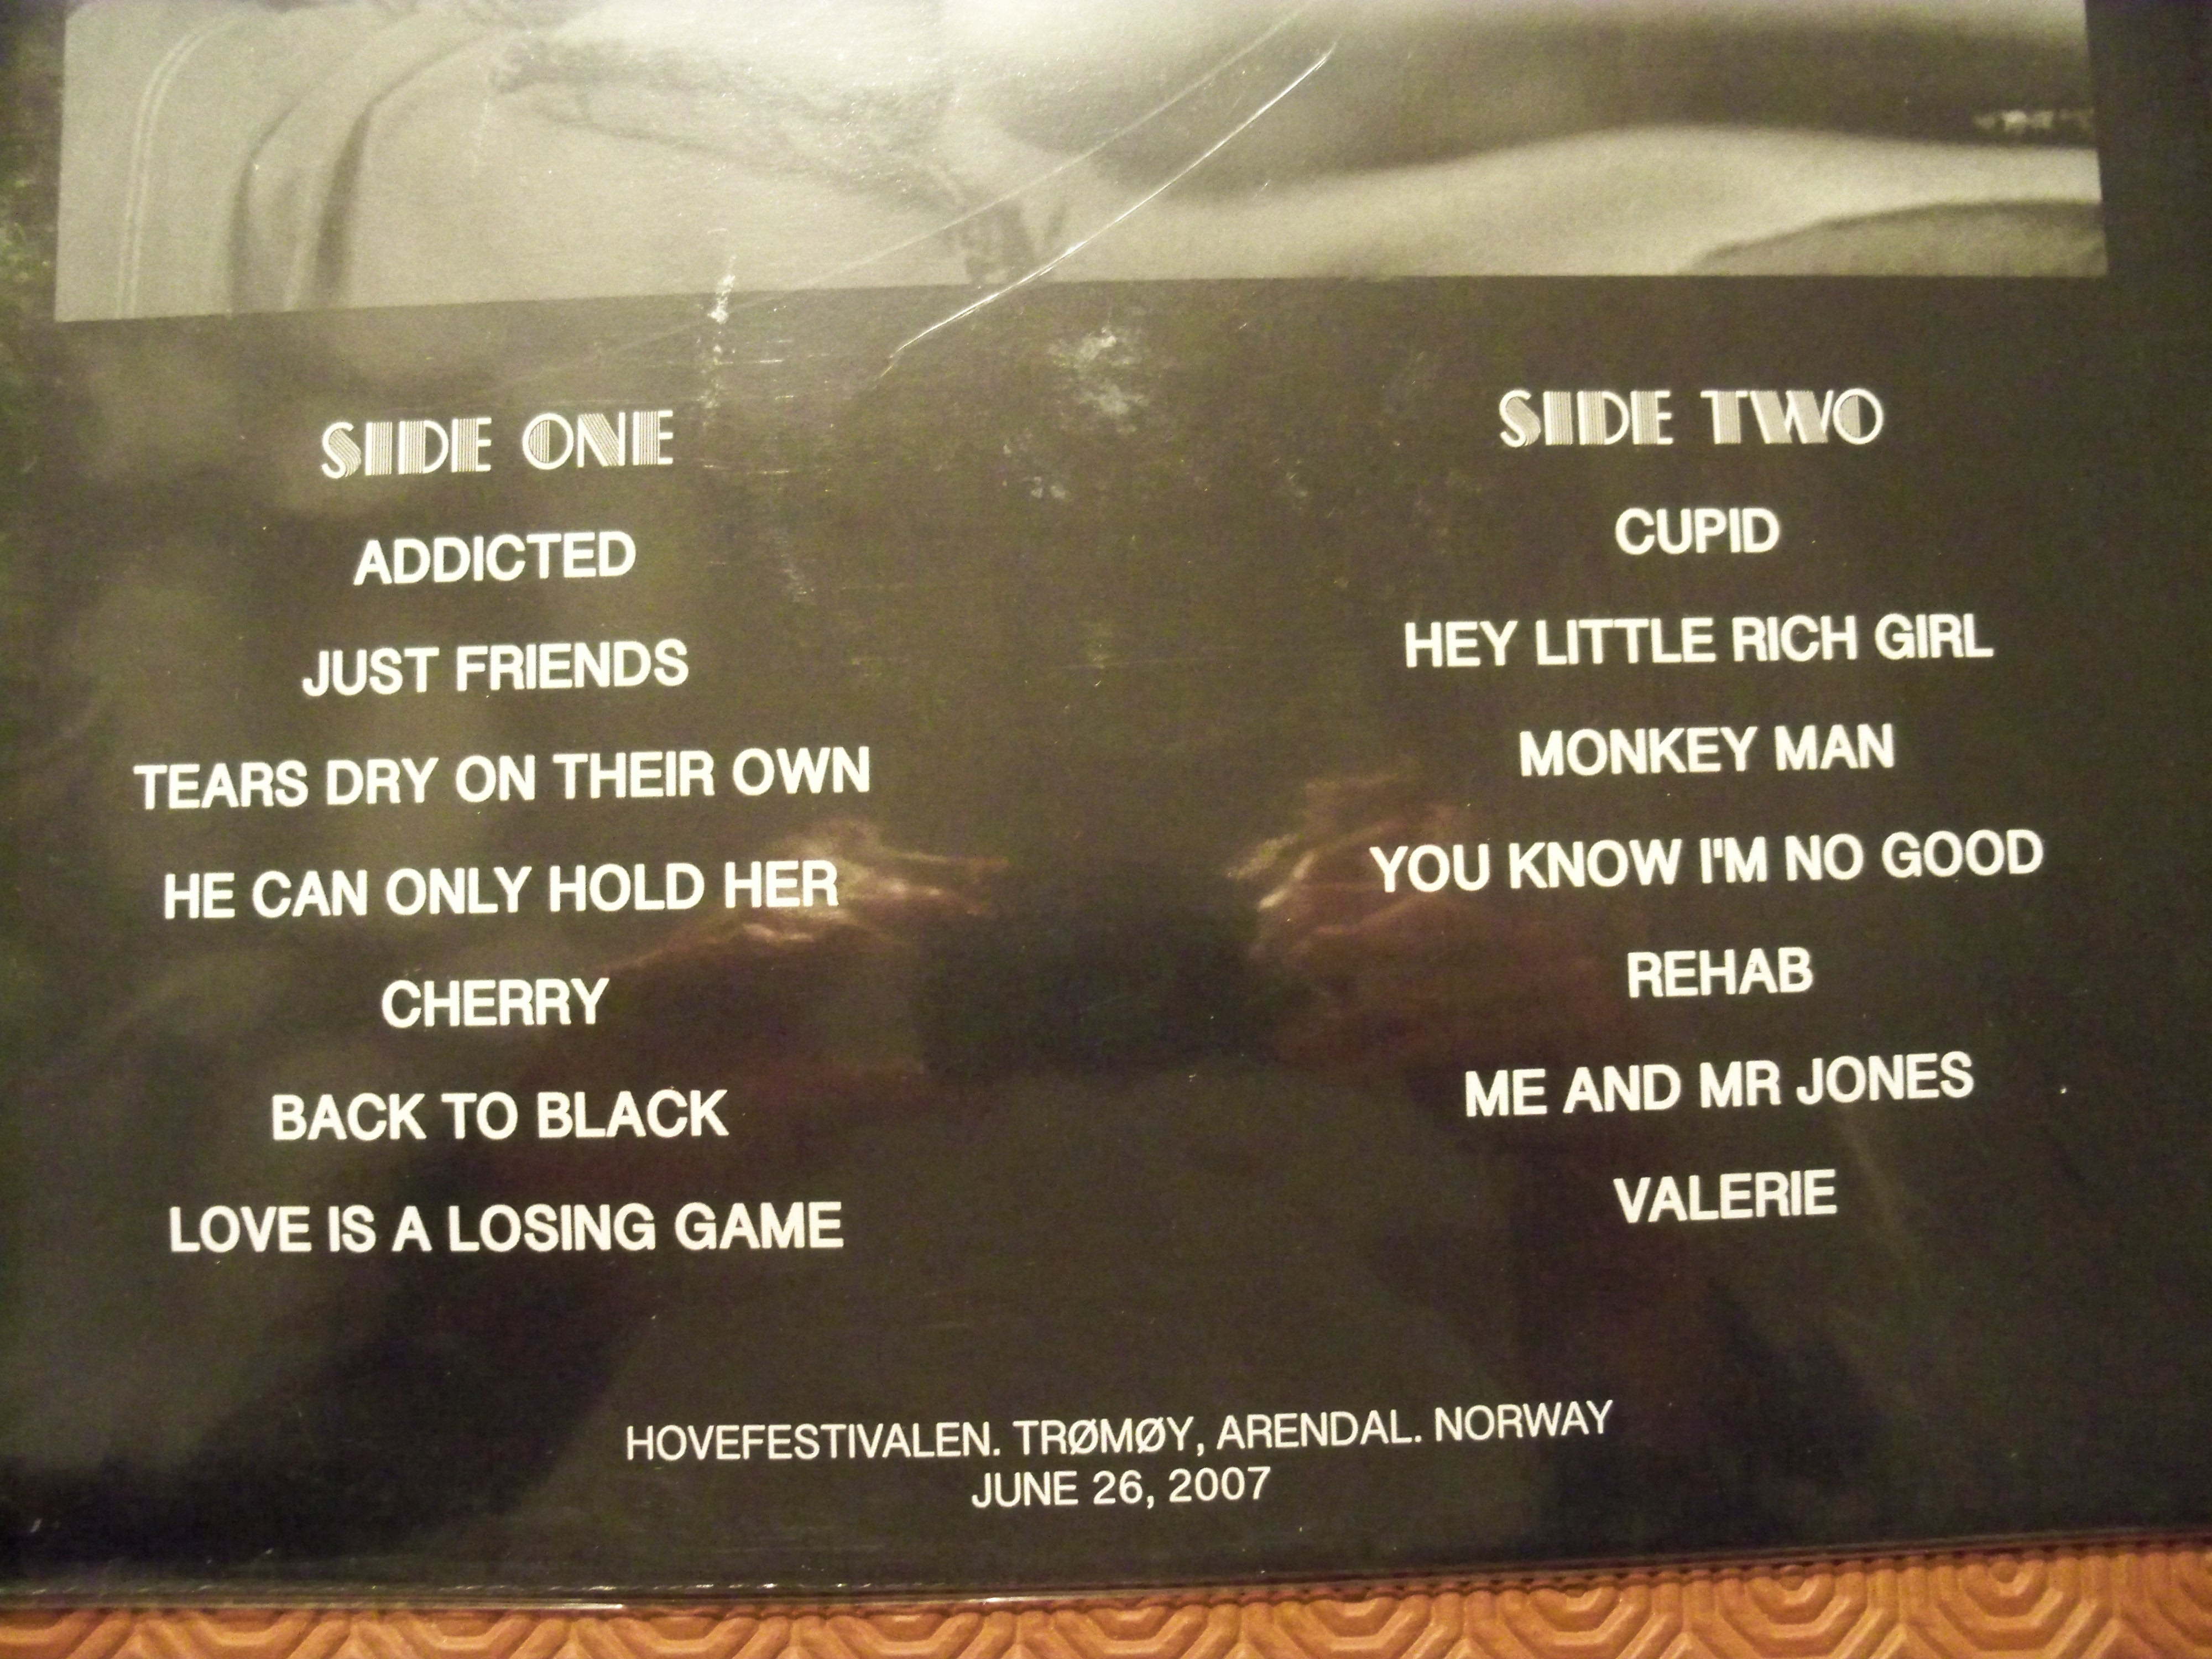 SIDE ONE
ADDICTED
JUST FRIENDS
TEARS DRY ON THEIR OWN
HE CAN ONLY HOLD HER
CHERRY
BACK TO BLACK
LOVE IS A LOSING GAME
SIDE TWO
CUPID
HEY LITTLE RICH GIRL
MONKEY MAN
YOU KNOW I'M NO GOOD
REHAB
ME AND MR JONES
VALERIE
HOVEFESTIVALEN. TRØMØY, ARENDAL. NORWAY
JUNE 26, 2007